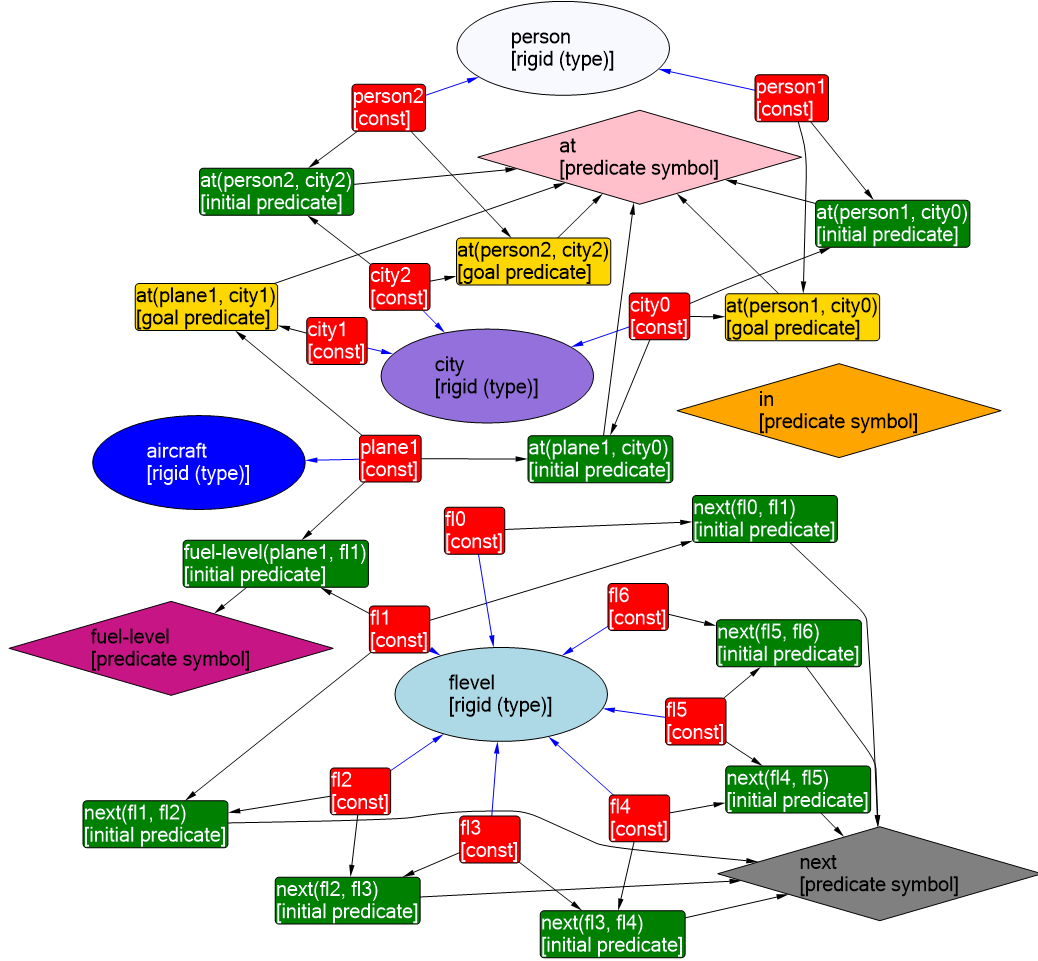 person
[rigid (type)]
person2
[const]
person1
[const]
at
[predicate symbol]
at(person2, city2)
[initial predicate]
at(person1, city0)
[initial predicate]
at(person2, city2)
[goal predicate]
city2
[const]
at(plane1, city1)
[goal predicate]
city0
[const]
at(person1, city0)
[goal predicate]
city1
[const]
city
[rigid (type)]
in
[predicate symbol]
aircraft
[rigid (type)]
plane1
[const]
at(plane1, city0)
[initial predicate]
fl0
[const]
next(fl0, fl1)
[initial predicate]
fuel-level(plane1, fl1)
[initial predicate]
fl6
[const]
fl1
[const]
next(fl5, fl6)
[initial predicate]
fuel-level
[predicate symbol]
flevel
[rigid (type)]
fl5
[const]
fl2
[const]
next(fl4, fl5)
[initial predicate]
next(fl1, fl2)
[initial predicate]
fl4
[const]
fl3
[const]
next
[predicate symbol]
next(fl2, fl3)
[initial predicate]
next(fl3, fl4)
[initial predicate]